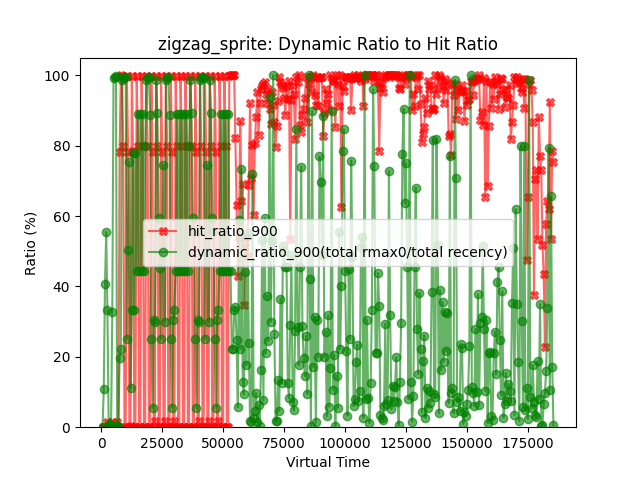 zigzag_sprite: Dynamic Ratio to Hit Ratio
100
80
60
40
20
0
Ratio (%)
hit_ratio_900
dynamic_ratio_900(total rmax0/total recency)
0 25000 50000 75000 100000 125000 150000 175000
Virtual Time